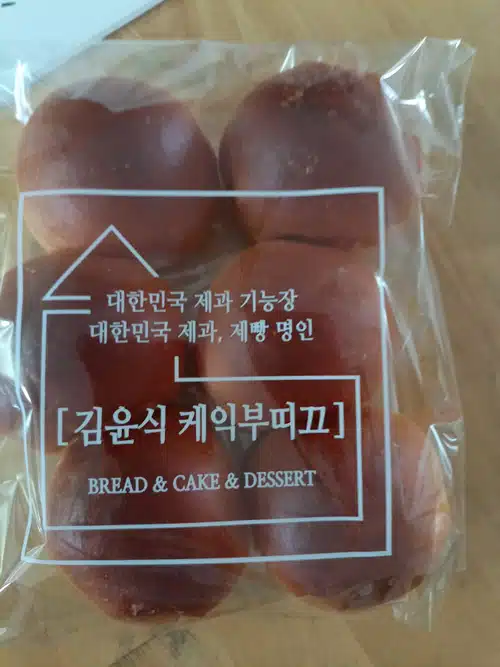 대한민국 제과 기능장
대한민국 제과, 제빵 명인
[김윤식 케익부띠끄]
BREAD & CAKE & DESSERT